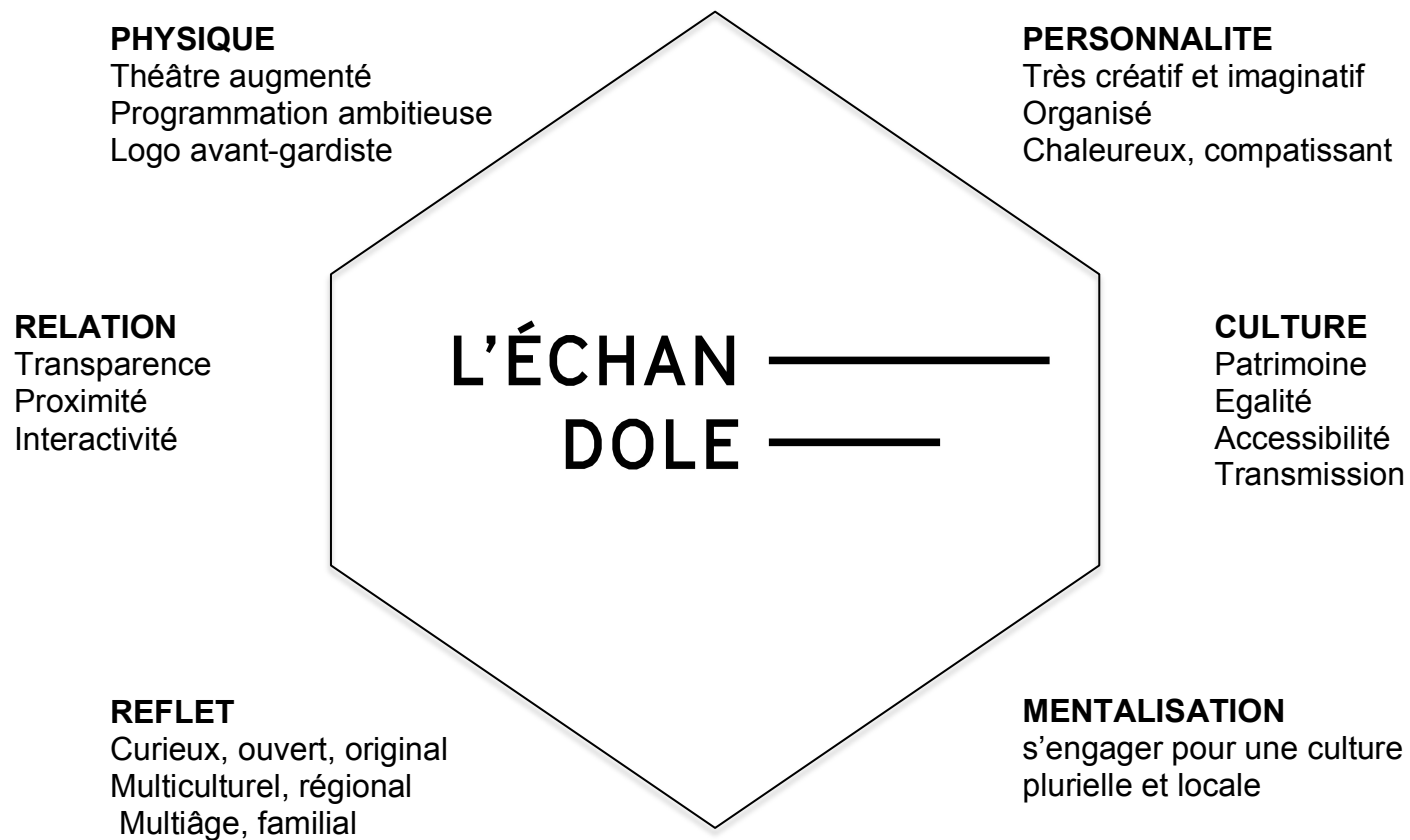 PHYSIQUE
Théâtre augmenté
Programmation ambitieuse
Logo avant-gardiste
PERSONNALITE
Très créatif et imaginatif
Organisé
Chaleureux, compatissant
RELATION
Transparence
Proximité
Interactivité
L'ÉCHAN
DOLE
CULTURE
Patrimoine
Egalité
Accessibilité
Transmission
REFLET
Curieux, ouvert, original
Multiculturel, régional
Multiâge, familial
MENTALISATION
s'engager pour une culture
plurielle et locale